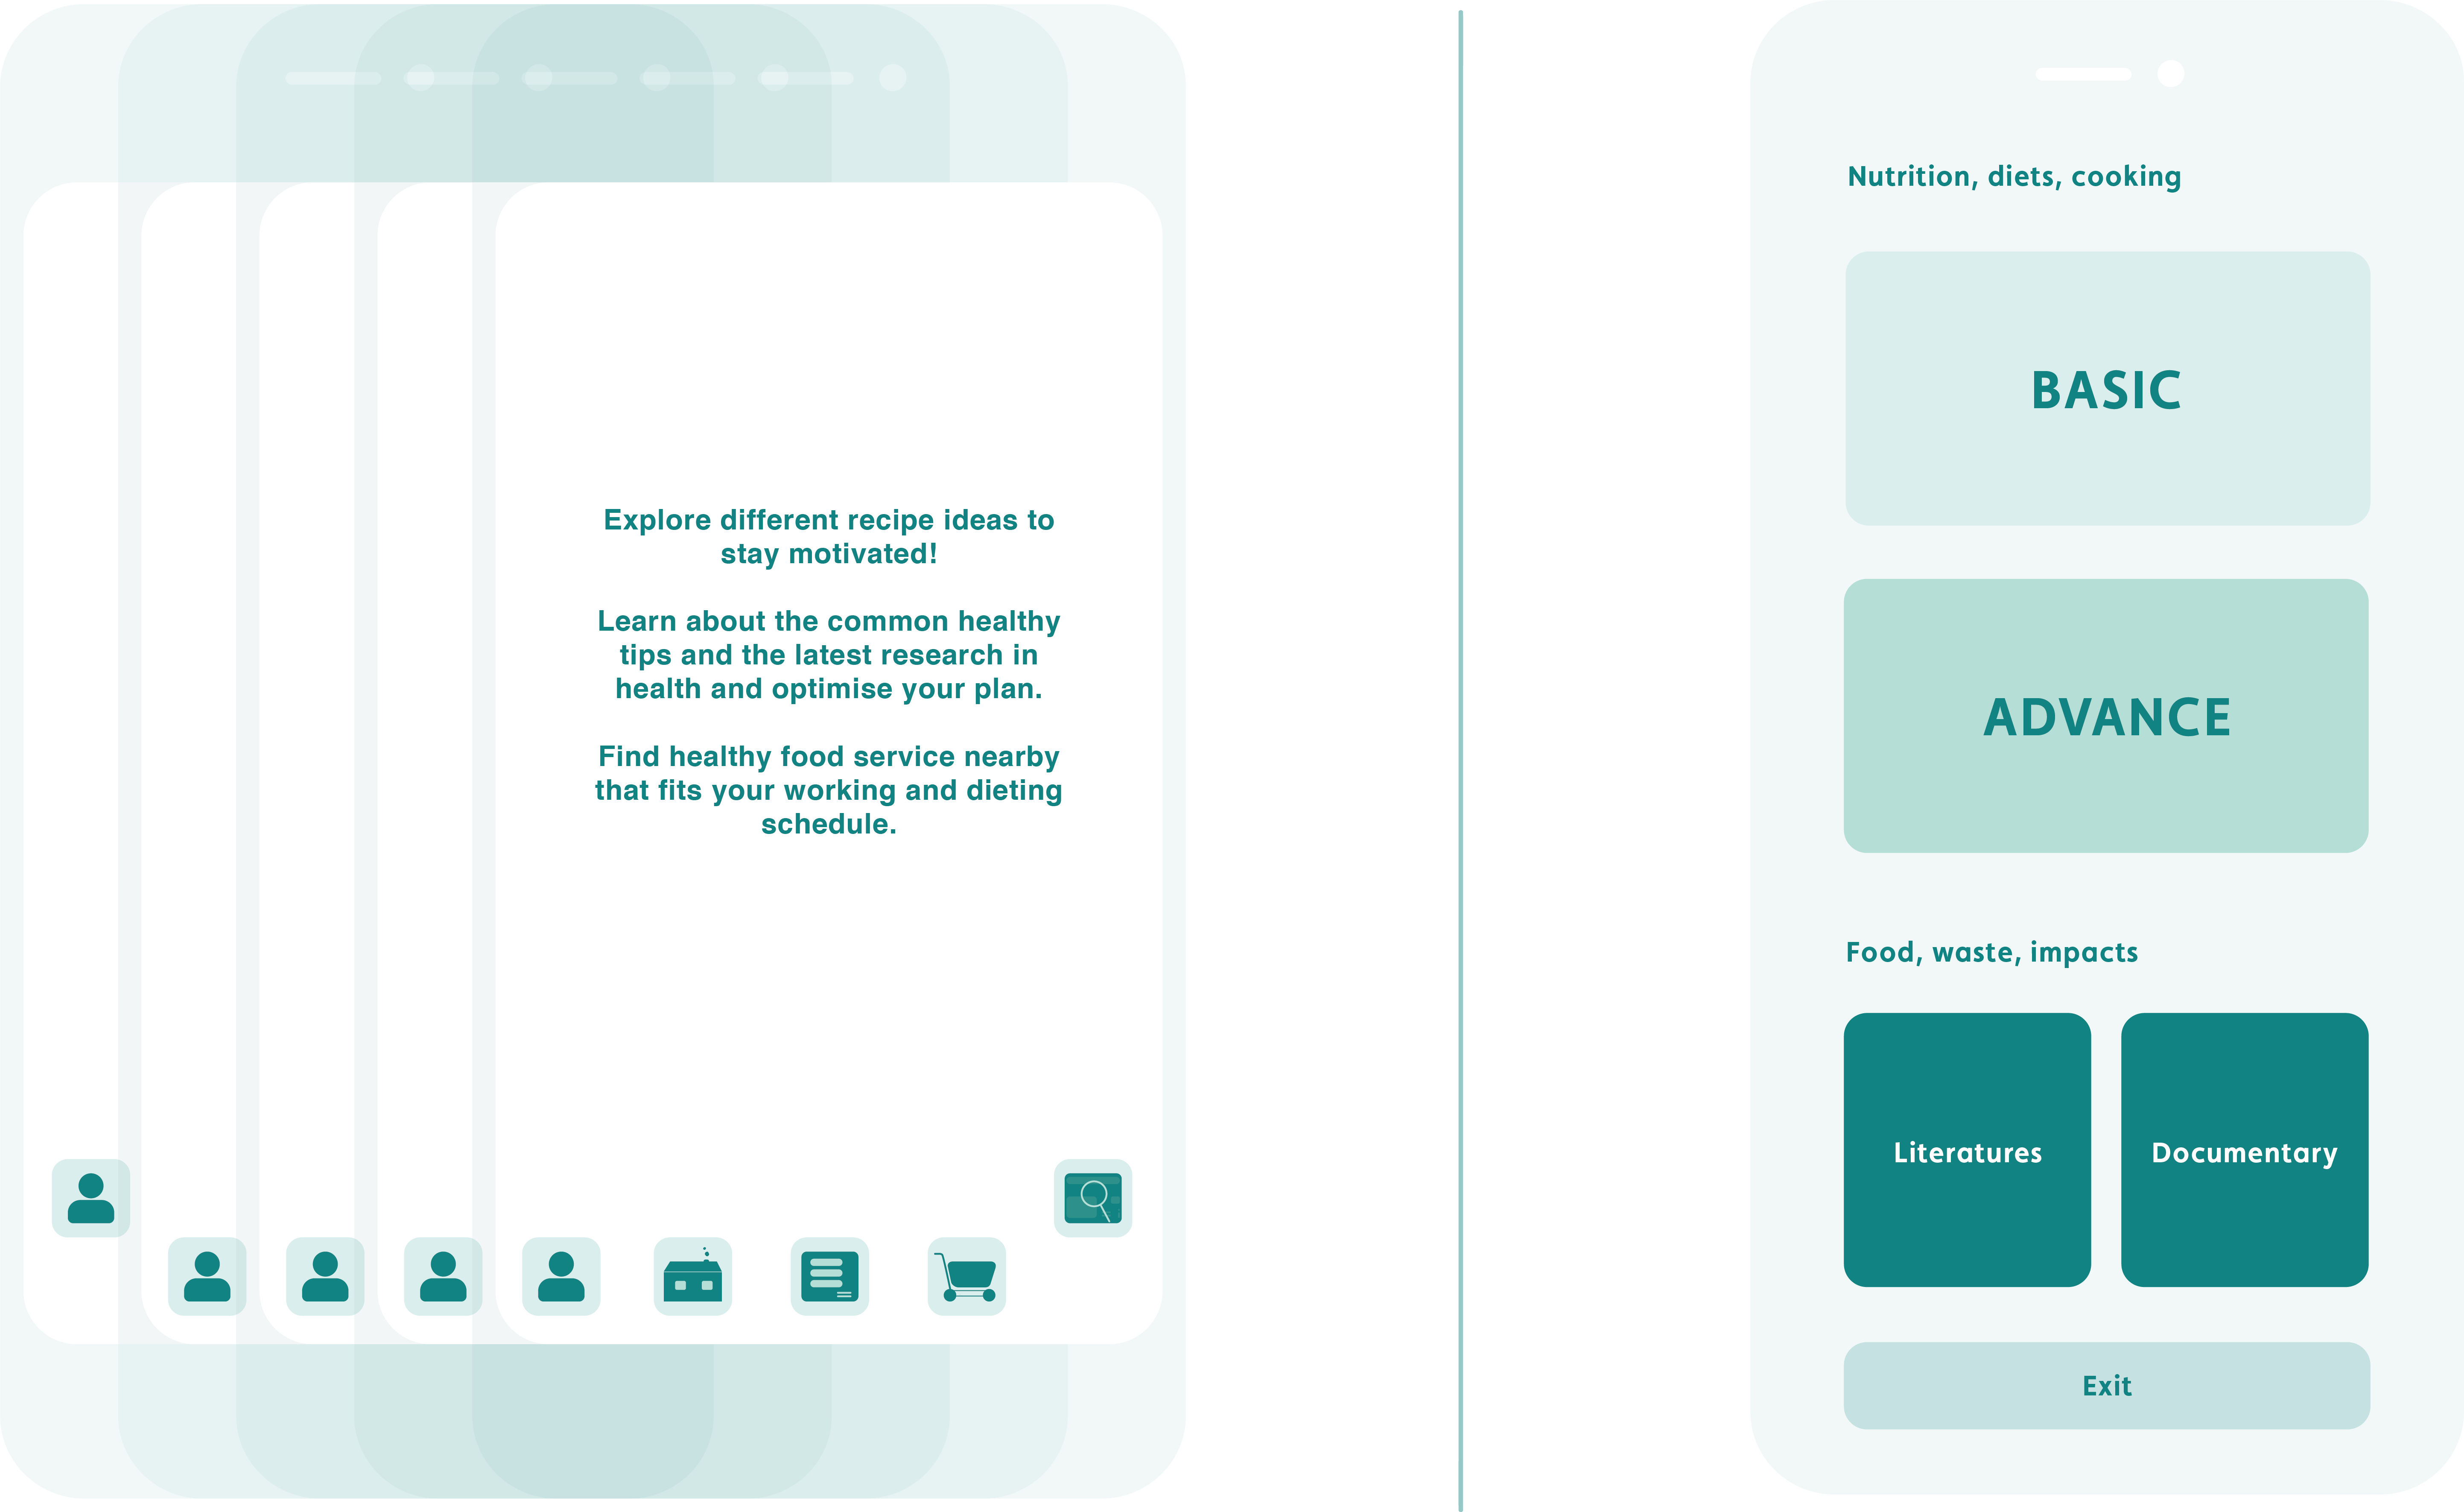 Explore different recipe ideas to
stay motivated!
Learn about the common healthy
tips and the latest research in
health and optimise your plan.
Find healthy food service nearby
that fits your working and dieting
schedule.
Nutrition, diets, cooking
BASIC
ADVANCE
Food, waste, impacts
Literatures
Documentary
Exit